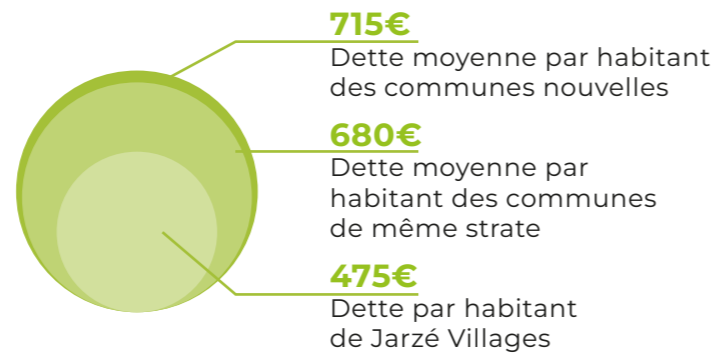 715€
Dette moyenne par habitant
des communes nouvelles
680€
Dette moyenne par
habitant des communes
de même strate
475€
Dette par habitant
de Jarzé Villages